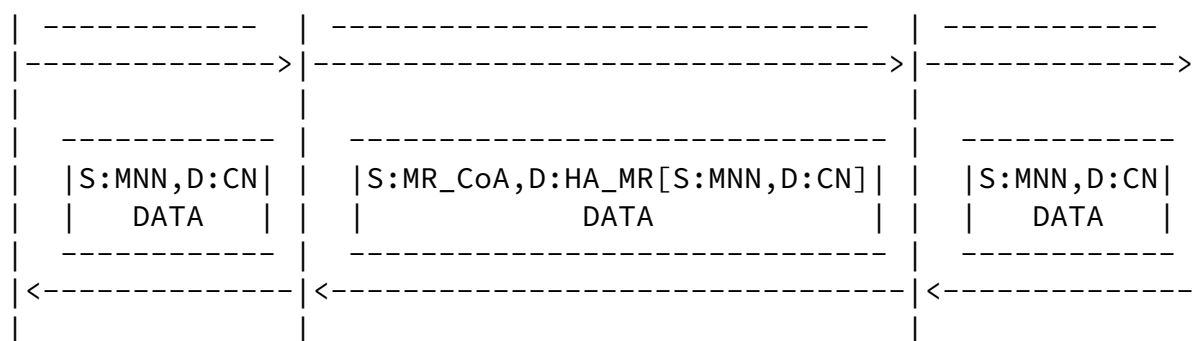 |S:MNN,D:CN| |S:MR_CoA,D:HA_MR[S:MNN,D:CN]| |S:MNN,D:CN|
| DATA | | DATA | | DATA |